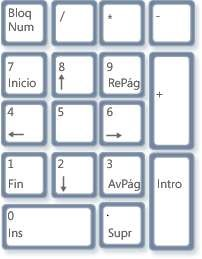 Bloq
Num
/
*
-
7
Inicio
8
↑
9
RePág
+
4
←
5
6
→
1
Fin
2
↓
3
AvPág
Intro
0
Ins
.
Supr